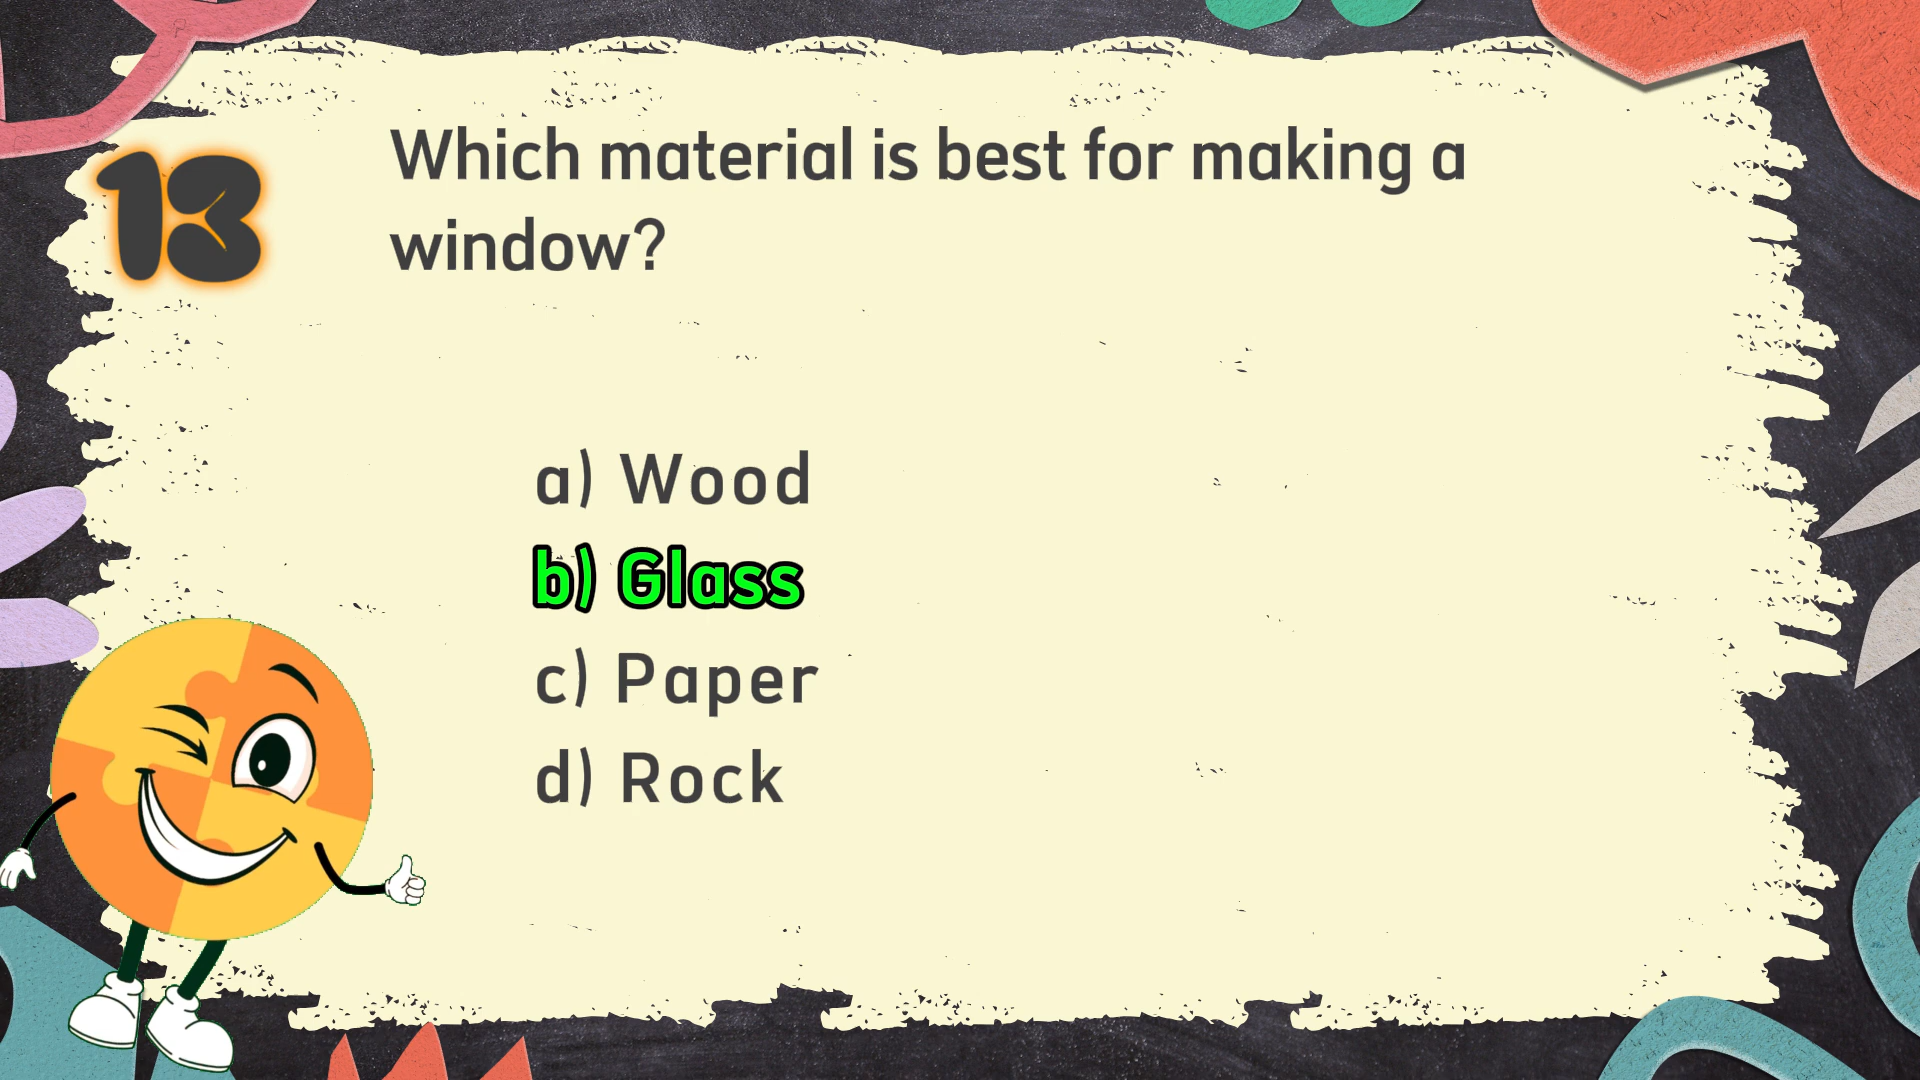 13
Which material is best for making a
window?
a) Wood
b) Glass
c) Paper
d) Rock